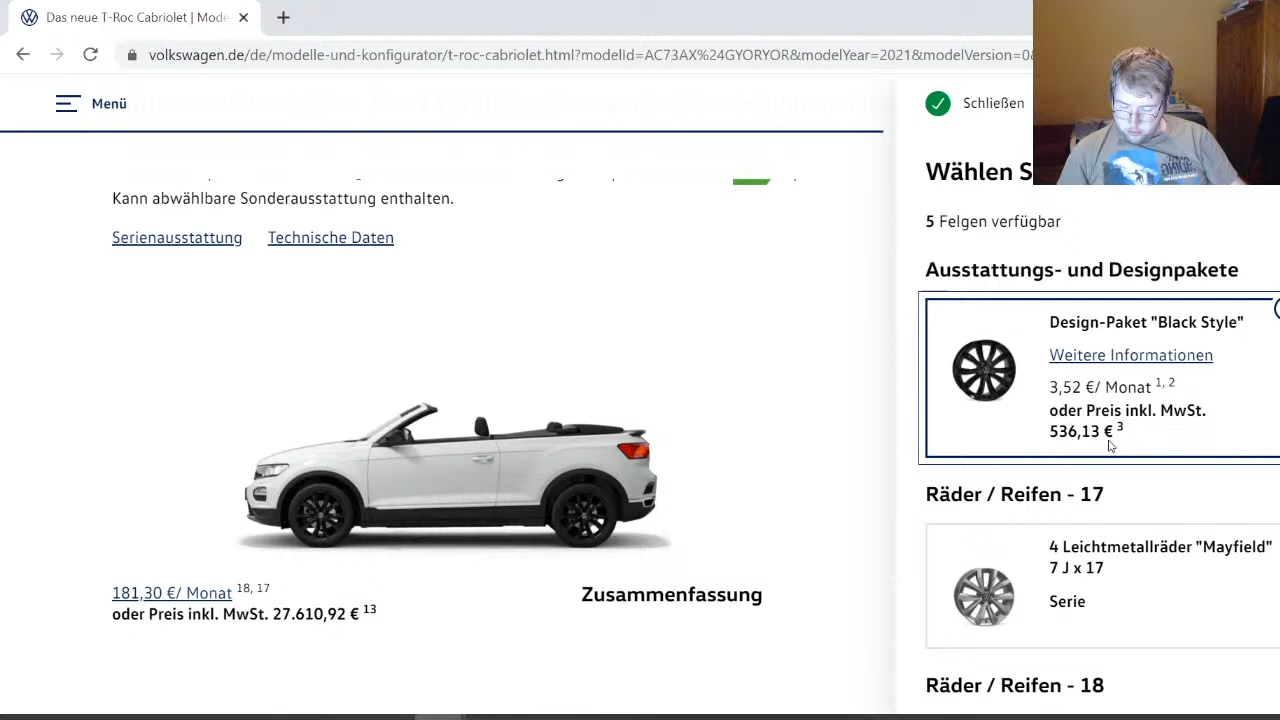 Das neue T-Roc Cabriolet | Mode
volkswagen.de/de/modelle-und-konfigurator/t-roc-cabriolet.html?modelId=AC73AX%24GYORYOR&modelYear=2021&modelVersion=0&
Menü
Schließen
Kann abwählbare Sonderausstattung enthalten.
Serienausstattung Technische Daten
181,30 €/ Monat 18, 17
oder Preis inkl. MwSt. 27.610,92 € 13
Zusammenfassung
Wählen S
5 Felgen verfügbar
Ausstattungs- und Designpakete
Design-Paket "Black Style"
Weitere Informationen
3,52 €/ Monat 1, 2
oder Preis inkl. MwSt.
536,13 € 3
Räder / Reifen - 17
4 Leichtmetallräder "Mayfield"
7 J x 17
Serie
Räder / Reifen - 18